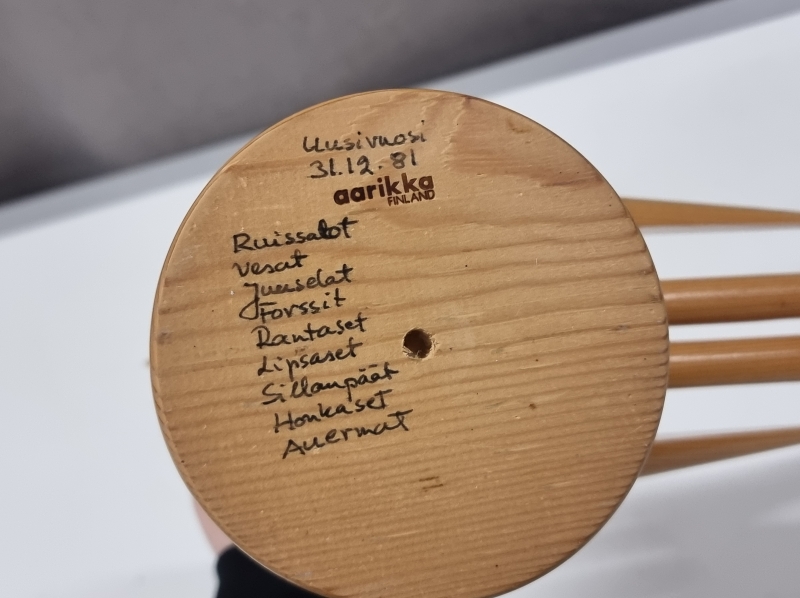 Uusivuosi
31.12.81
aarikka
FINLAND
Ruissalot
Vesat
Juuselat
Forssit
Rantaset
Lipsaset
Sillanpäät
Honkaset
Auermat